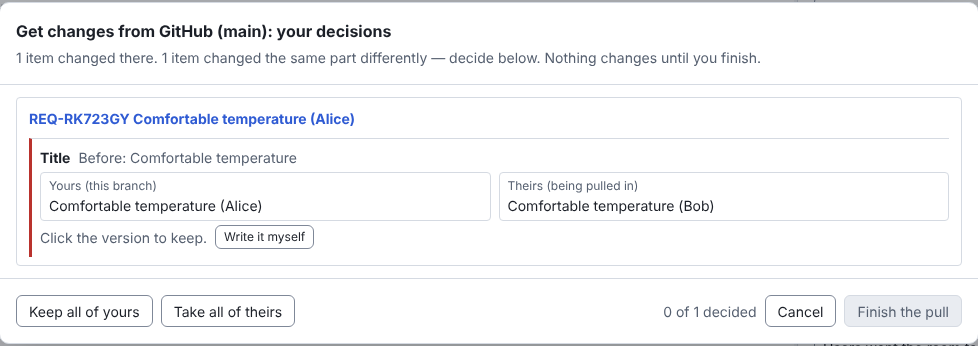 Get changes from GitHub (main): your decisions
1 item changed there. 1 item changed the same part differently — decide below. Nothing changes until you finish.
REQ-RK723GY Comfortable temperature (Alice)
Title Before: Comfortable temperature
Yours (this branch)
Comfortable temperature (Alice)
Theirs (being pulled in)
Comfortable temperature (Bob)
Click the version to keep. Write it myself
Keep all of yours Take all of theirs 0 of 1 decided Cancel Finish the pull